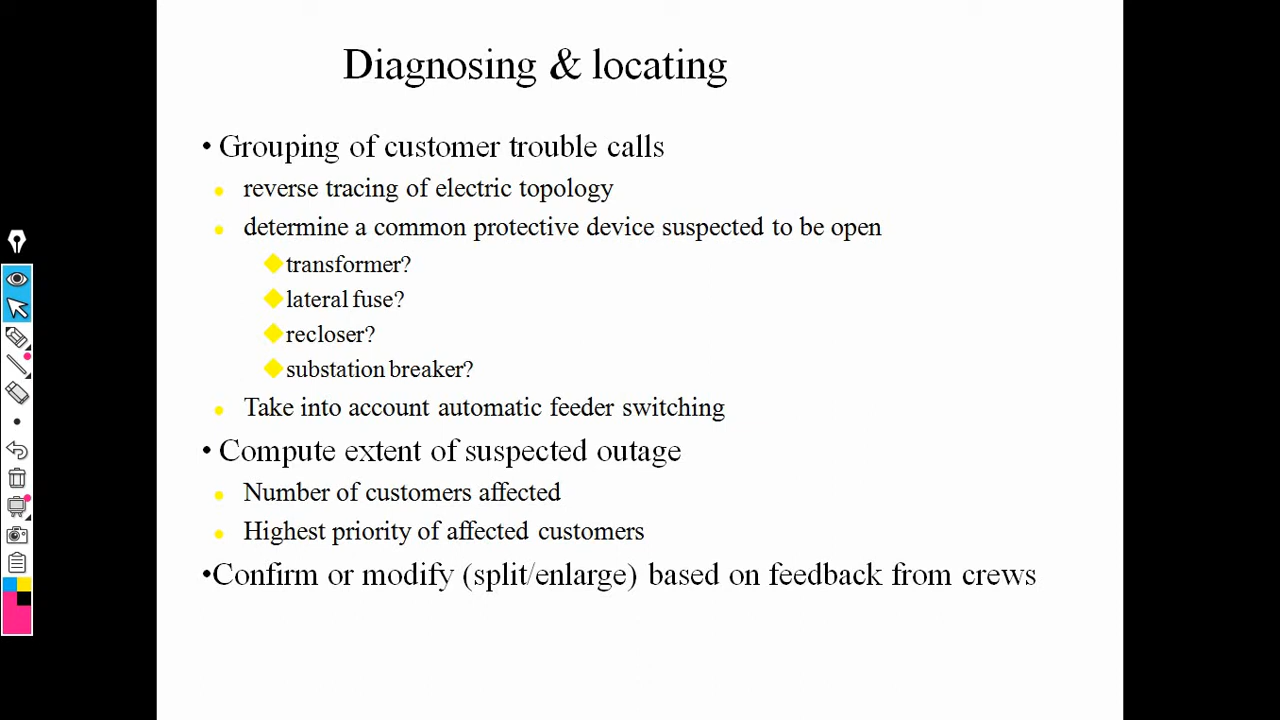 Diagnosing & locating
• Grouping of customer trouble calls
• reverse tracing of electric topology
• determine a common protective device suspected to be open
◆transformer?
◆lateral fuse?
◆recloser?
◆substation breaker?
• Take into account automatic feeder switching
• Compute extent of suspected outage
• Number of customers affected
• Highest priority of affected customers
•Confirm or modify (split/enlarge) based on feedback from crews